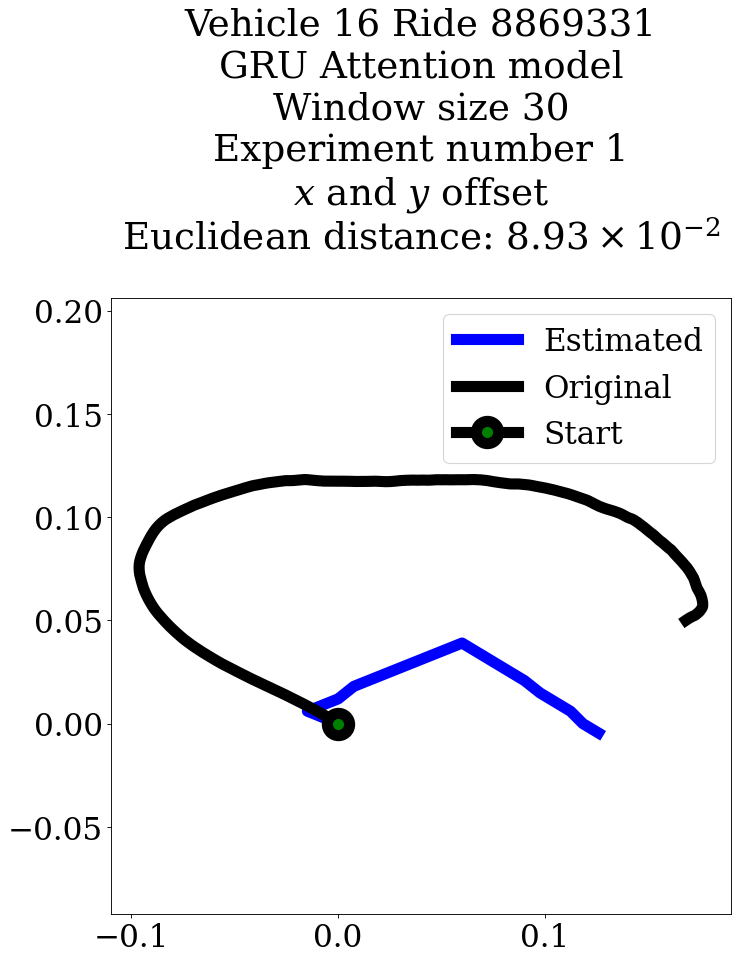 Vehicle 16 Ride 8869331
GRU Attention model
Window size 30
Experiment number 1
x and y offset
Euclidean distance: 8.93 × 10⁻²
0.20
Estimated
Original
Start
0.15
0.10
0.05
0.00
−0.05
−0.1
0.0
0.1